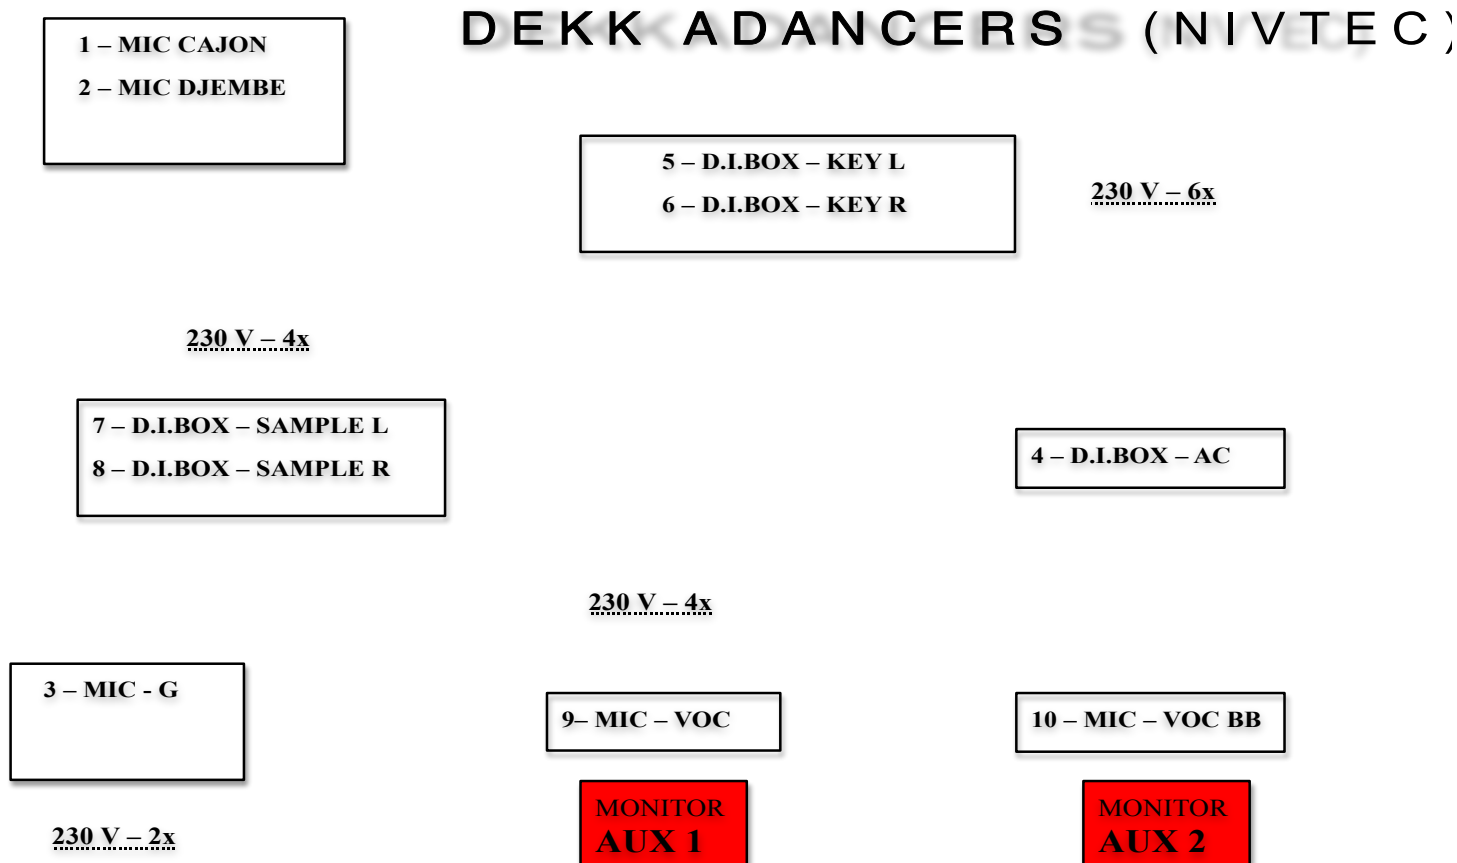 DEKKADANCERS (NIVTEC)
1 – MIC CAJON
2 – MIC DJEMBE
5 – D.I.BOX – KEY L
6 – D.I.BOX – KEY R
230 V – 6x
230 V – 4x
7 – D.I.BOX – SAMPLE L
8 – D.I.BOX – SAMPLE R
4 – D.I.BOX – AC
230 V – 4x
3 – MIC - G
9– MIC – VOC
10 – MIC – VOC BB
MONITOR
AUX 1
MONITOR
AUX 2
230 V – 2x